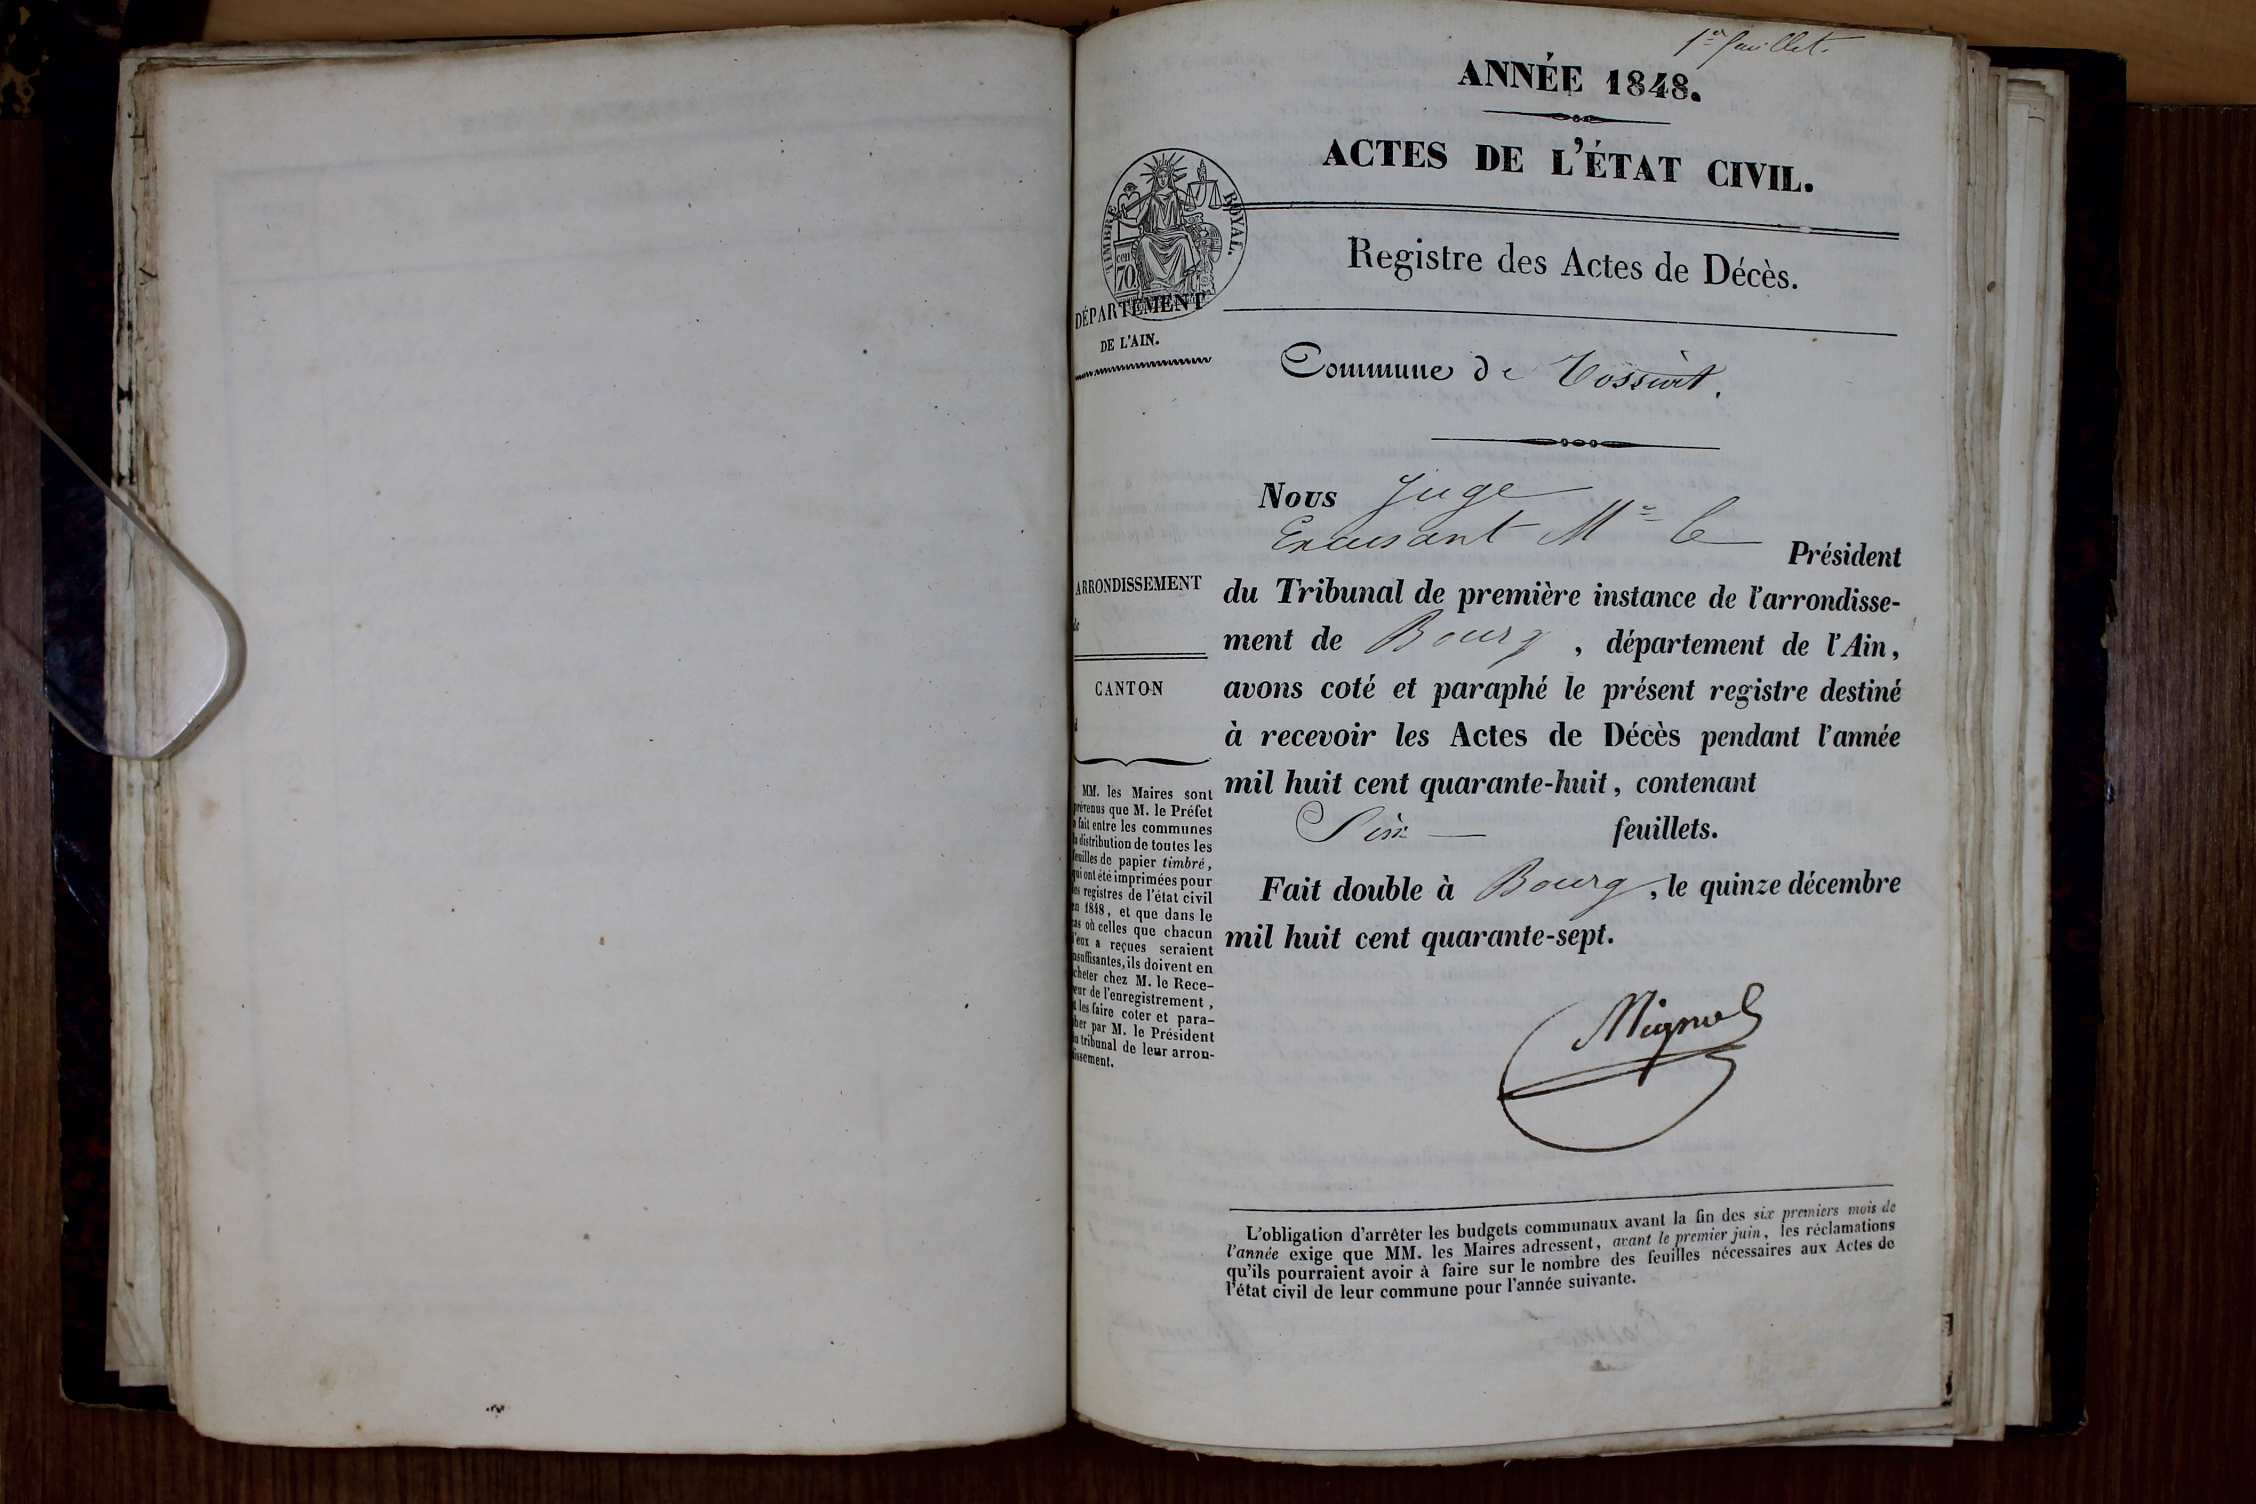 1er feuillet.
ANNÉE 1848.
ACTES DE L'ÉTAT CIVIL.
TIMBRE ROYAL.
cen
70
DÉPARTEMENT
DE L'AIN.
Registre des Actes de Décès.
Commune de Tossiat.
Nous Juge
Excusant Mr le Président
du Tribunal de première instance de l'arrondisse-
ment de Bourg, département de l'Ain,
avons coté et paraphé le présent registre destiné
à recevoir les Actes de Décès pendant l'année
mil huit cent quarante-huit, contenant
Six feuillets.
Fait double à Bourg, le quinze décembre
mil huit cent quarante-sept.
ARRONDISSEMENT
de
CANTON
MM. les Maires sont
prévenus que M. le Préfet
a fait entre les communes
la distribution de toutes les
feuilles de papier timbré,
qui ont été imprimées pour
les registres de l'état civil
en 1848, et que dans le
cas où celles que chacun
d'eux a reçues seraient
insuffisantes, ils doivent en
acheter chez M. le Rece-
veur de l'enregistrement,
et les faire coter et para-
pher par M. le Président
du tribunal de leur arron-
dissement.
L'obligation d'arrêter les budgets communaux avant la fin des six premiers mois de
l'année exige que MM. les Maires adressent, avant le premier juin, les réclamations
qu'ils pourraient avoir à faire sur le nombre des feuilles nécessaires aux Actes de
l'état civil de leur commune pour l'année suivante.